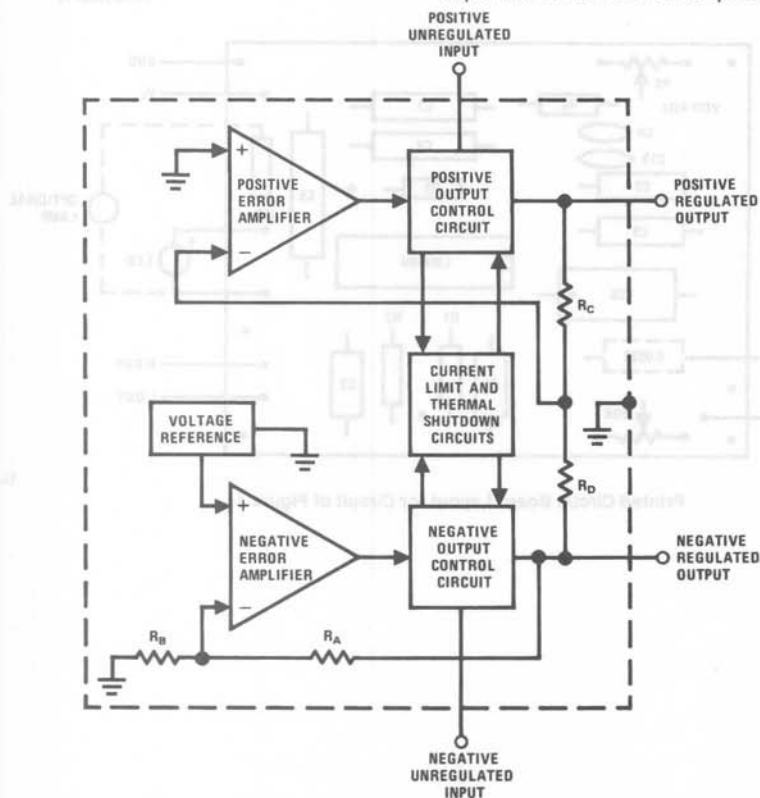 POSITIVE
UNREGULATED
INPUT
+
POSITIVE
ERROR
AMPLIFIER
−
POSITIVE
OUTPUT
CONTROL
CIRCUIT
POSITIVE
REGULATED
OUTPUT
RC
CURRENT
LIMIT AND
THERMAL
SHUTDOWN
CIRCUITS
VOLTAGE
REFERENCE
RD
+
NEGATIVE
ERROR
AMPLIFIER
−
NEGATIVE
OUTPUT
CONTROL
CIRCUIT
NEGATIVE
REGULATED
OUTPUT
RB
RA
NEGATIVE
UNREGULATED
INPUT